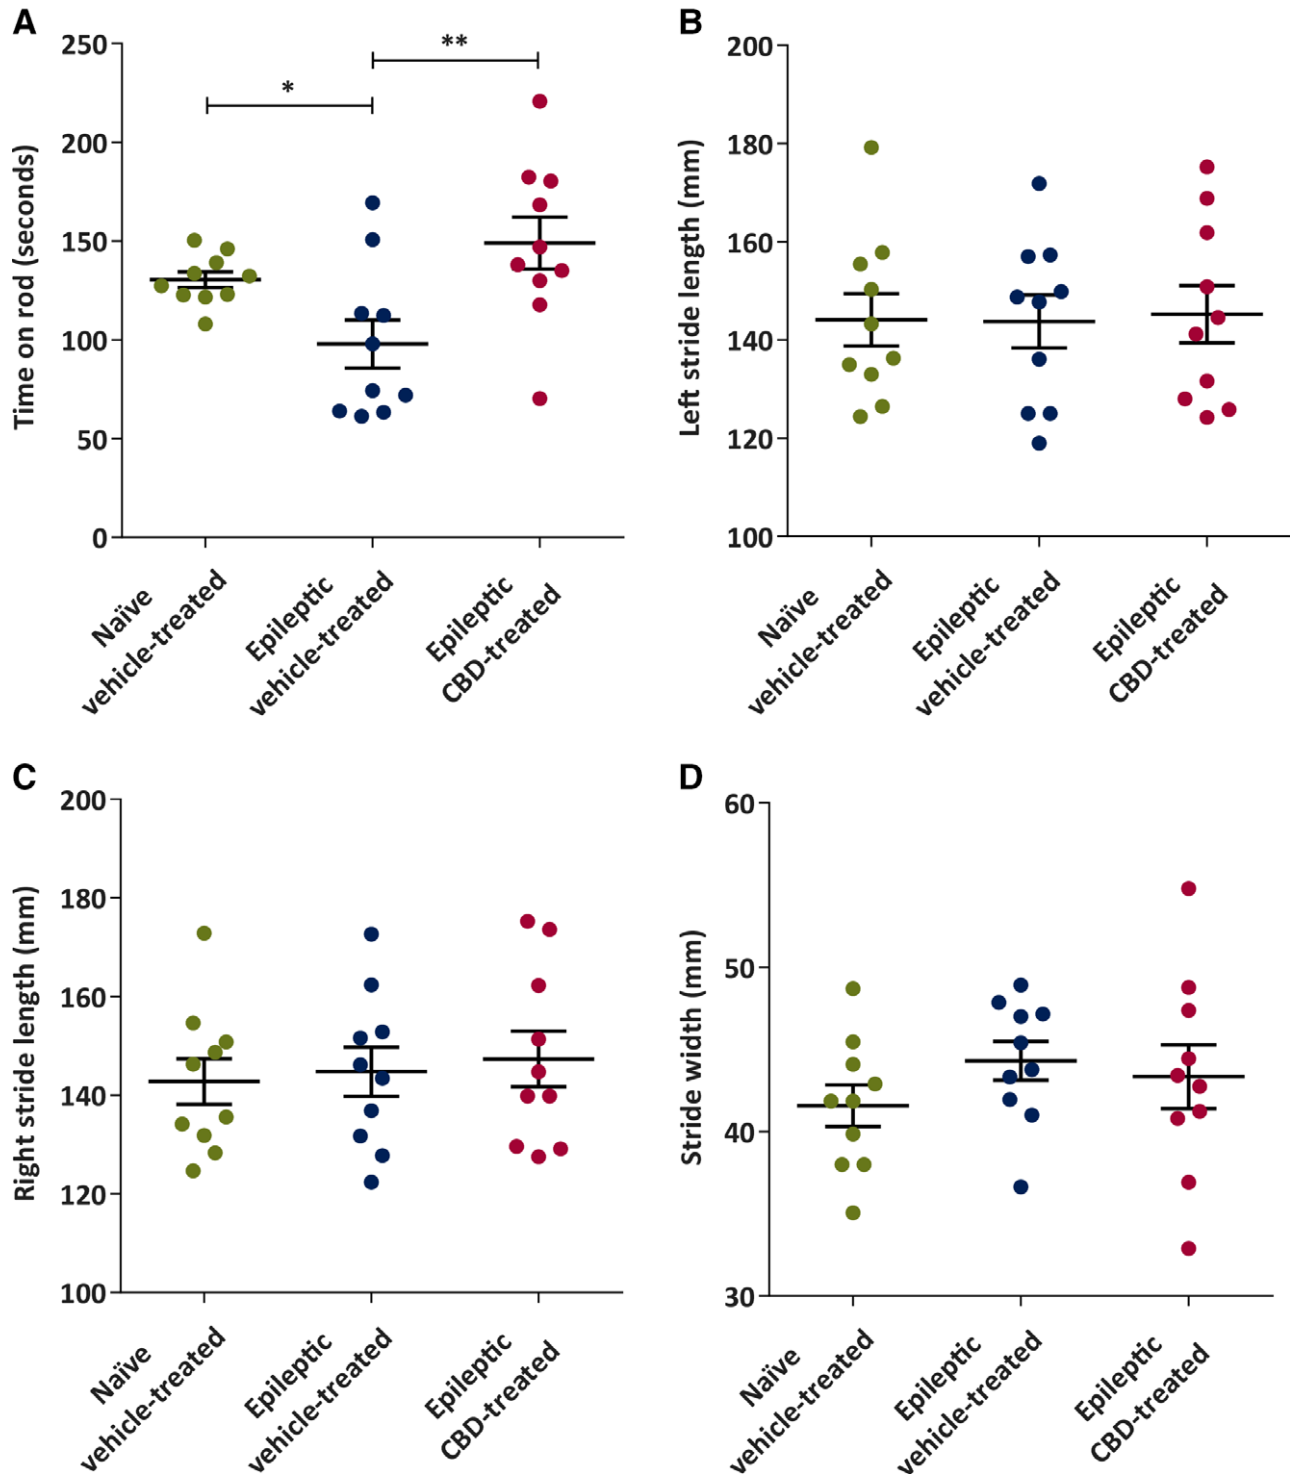 A
Time on rod (seconds)
250
200
150
100
50
0
*
**
Naïve
vehicle-treated
Epileptic
vehicle-treated
Epileptic
CBD-treated
B
Left stride length (mm)
200
180
160
140
120
100
Naïve
vehicle-treated
Epileptic
vehicle-treated
Epileptic
CBD-treated
C
Right stride length (mm)
200
180
160
140
120
100
Naïve
vehicle-treated
Epileptic
vehicle-treated
Epileptic
CBD-treated
D
Stride width (mm)
60
50
40
30
Naïve
vehicle-treated
Epileptic
vehicle-treated
Epileptic
CBD-treated